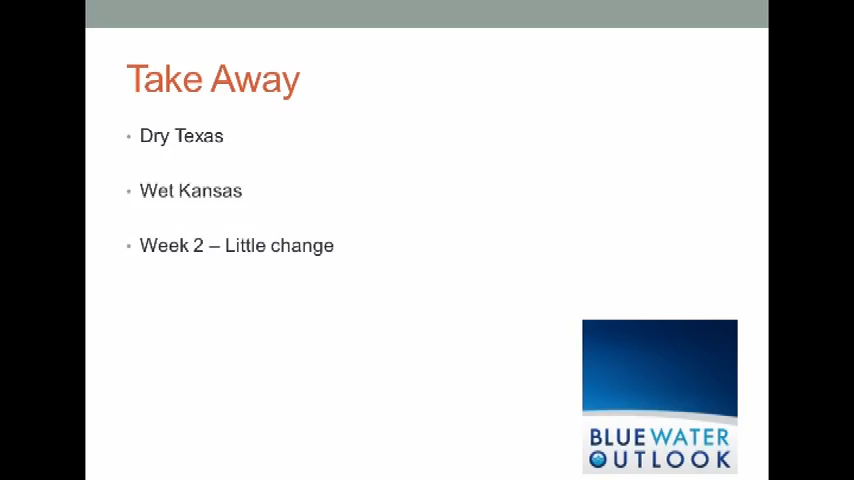 Take Away
• Dry Texas
• Wet Kansas
• Week 2 – Little change
BLUE WATER
OUTLOOK